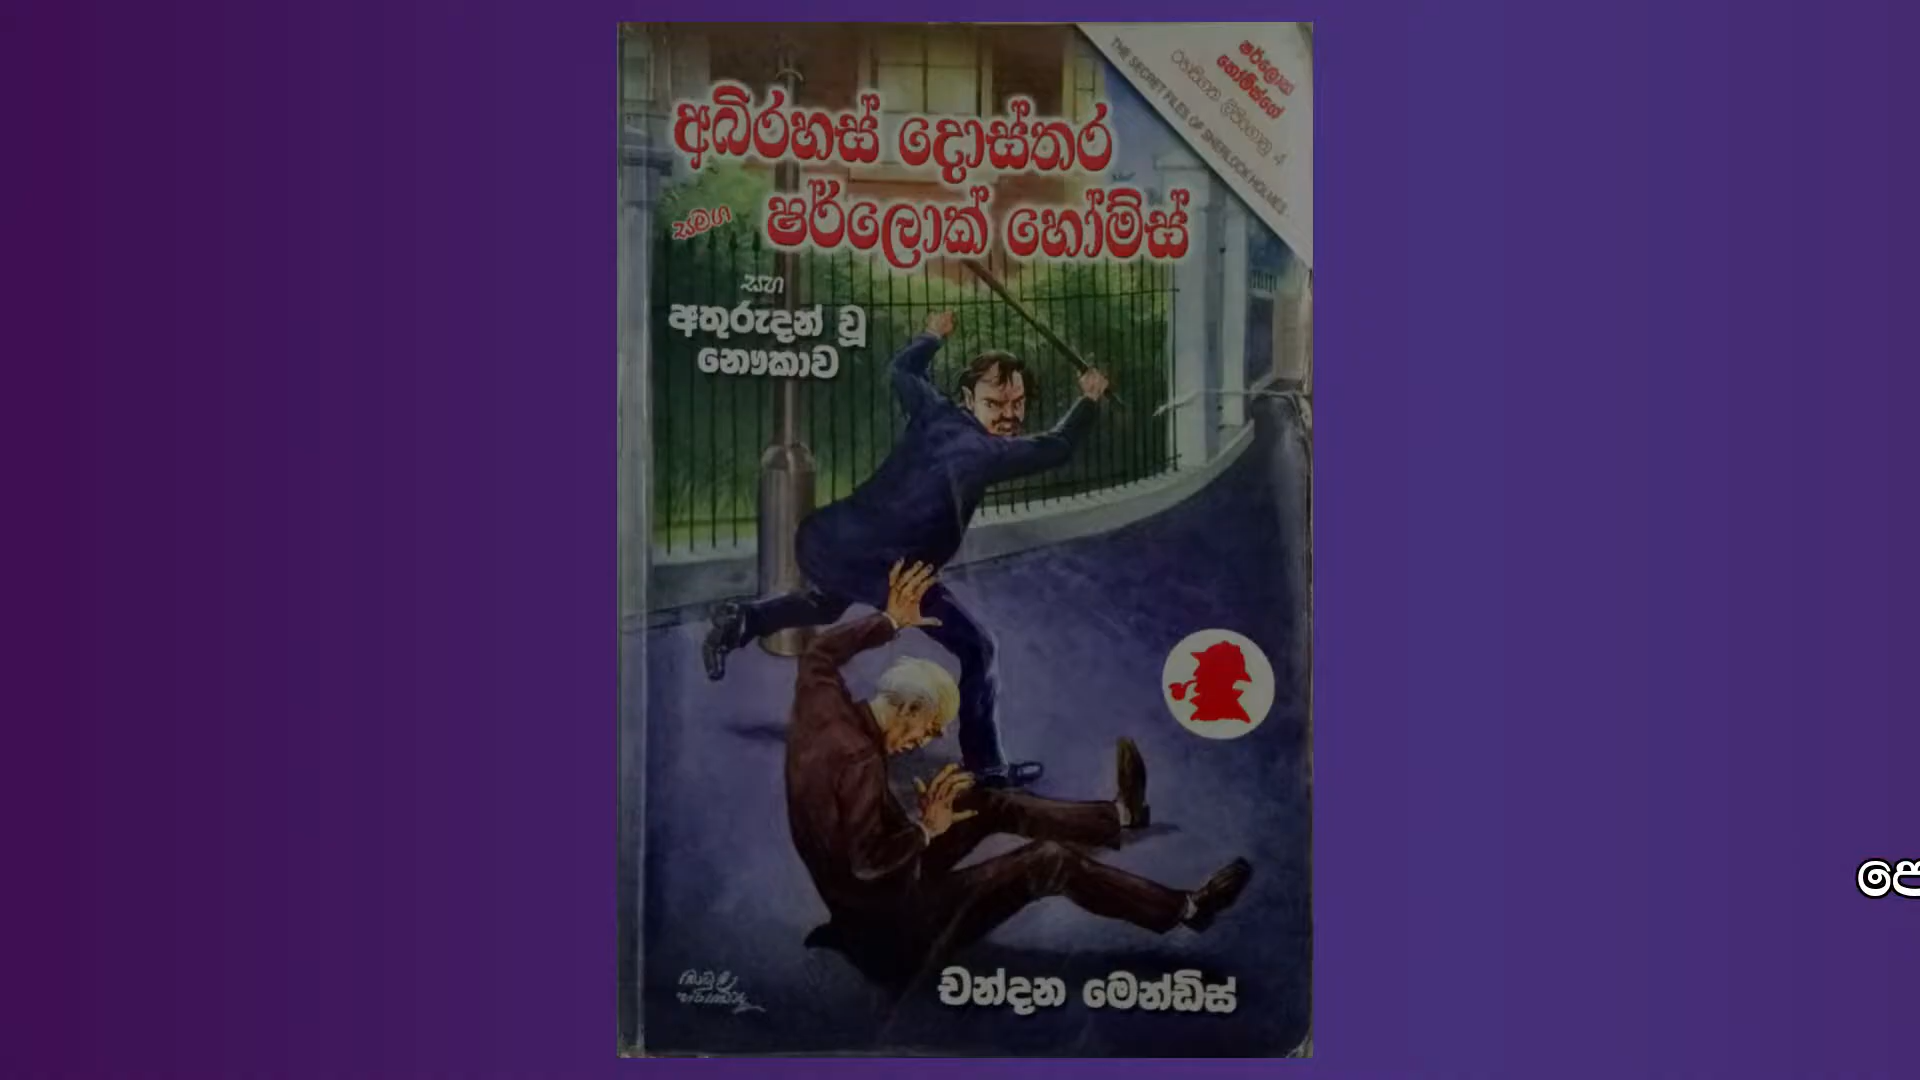 ෂර්ලොක
හෝම්ස්ගේ
රහසිගත ලිපිගොනු 4
THE SECRET FILES OF SHERLOCK HOLMES
අබිරහස් දොස්තර
සමග ෂර්ලොක් හෝම්ස්
සහ
අතුරුදන් වූ
නෞකාව
චන්දන මෙන්ඩිස්